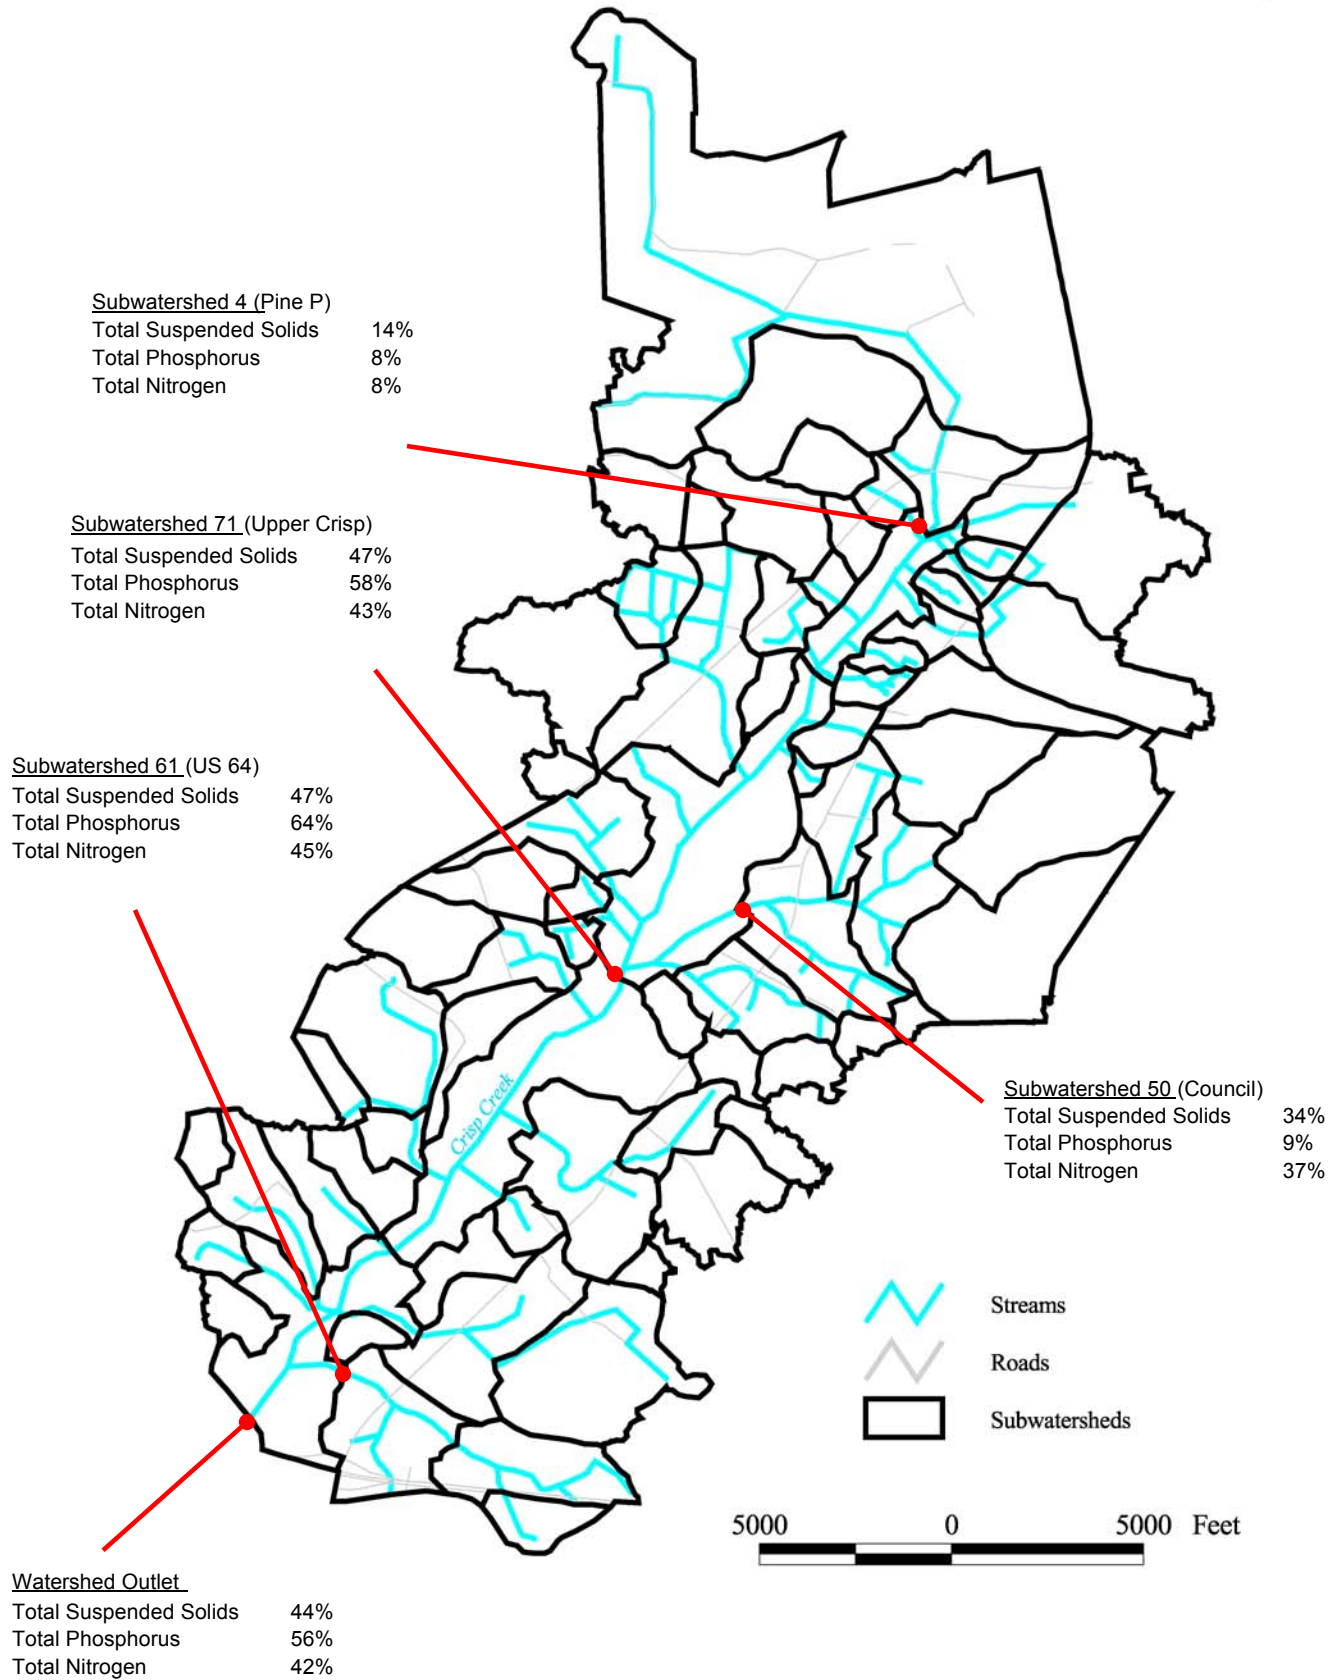 Subwatershed 4 (Pine P)
Total Suspended Solids 14%
Total Phosphorus 8%
Total Nitrogen 8%
Subwatershed 71 (Upper Crisp)
Total Suspended Solids 47%
Total Phosphorus 58%
Total Nitrogen 43%
Subwatershed 61 (US 64)
Total Suspended Solids 47%
Total Phosphorus 64%
Total Nitrogen 45%
Crisp Creek
Subwatershed 50 (Council)
Total Suspended Solids 34%
Total Phosphorus 9%
Total Nitrogen 37%
Streams
Roads
Subwatersheds
5000 0 5000 Feet
Watershed Outlet
Total Suspended Solids 44%
Total Phosphorus 56%
Total Nitrogen 42%